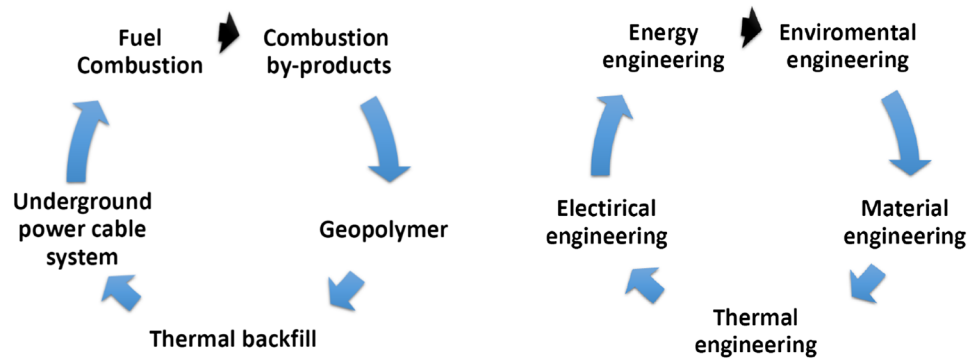 Fuel
Combustion
Combustion
by-products
Geopolymer
Thermal backfill
Underground
power cable
system
Energy
engineering
Enviromental
engineering
Material
engineering
Thermal
engineering
Electirical
engineering